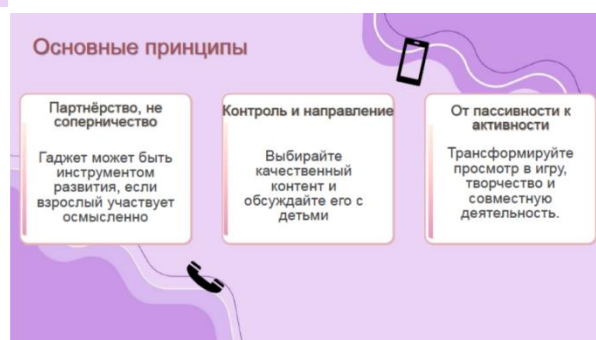 Основные принципы
Партнёрство, не
соперничество
Гаджет может быть
инструментом
развития, если
взрослый участвует
осмысленно
Контроль и направление
Выбирайте
качественный
контент и
обсуждайте его с
детьми
От пассивности к
активности
Трансформируйте
просмотр в игру,
творчество и
совместную
деятельность.